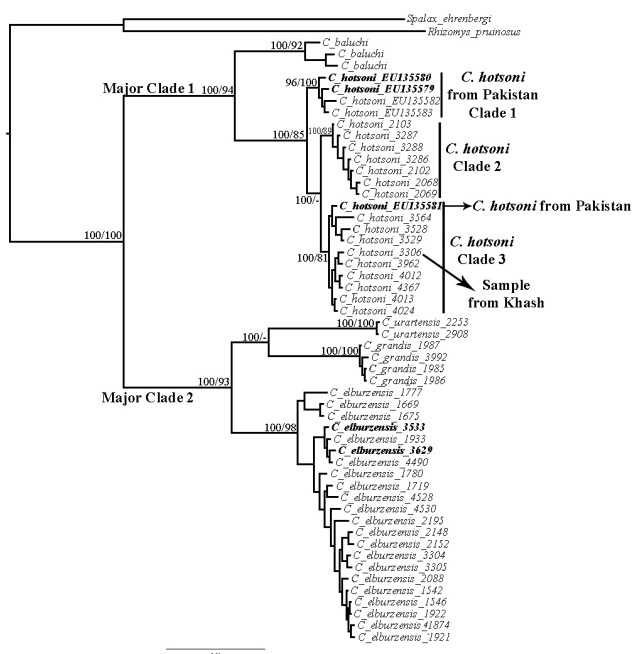 Spalax_ehrenbergi
Rhizomys_pruinosus
C_baluchi
C_baluchi
C_baluchi
100/92
Major Clade 1
100/94
96/100
C_hotsoni_EU135580
C_hotsoni_EU135579
C_hotsoni_EU135582
C_hotsoni_EU135583
C. hotsoni
from Pakistan
Clade 1
100/85
100/89
C_hotsoni_2103
C_hotsoni_3287
C_hotsoni_3288
C_hotsoni_3286
C_hotsoni_2102
C_hotsoni_2068
C_hotsoni_2069
C. hotsoni
Clade 2
100/-
C_hotsoni_EU135581
C. hotsoni from Pakistan
C_hotsoni_3564
C_hotsoni_3528
C_hotsoni_3529
100/81
C_hotsoni_3306
C_hotsoni_3962
C_hotsoni_4012
C_hotsoni_4367
C_hotsoni_4013
C_hotsoni_4024
C. hotsoni
Clade 3
Sample
from Khash
100/100
100/100
C_urartensis_2253
C_urartensis_2908
100/-
100/100
C_grandis_1987
C_grandis_3992
C_grandis_1985
C_grandis_1986
100/93
Major Clade 2
100/98
C_elburzensis_1777
C_elburzensis_1669
C_elburzensis_1675
C_elburzensis_3533
C_elburzensis_1933
C_elburzensis_3629
C_elburzensis_4490
C_elburzensis_1780
C_elburzensis_1719
C_elburzensis_4528
C_elburzensis_4530
C_elburzensis_2195
C_elburzensis_2148
C_elburzensis_2152
C_elburzensis_3304
C_elburzensis_3305
C_elburzensis_2088
C_elburzensis_1542
C_elburzensis_1546
C_elburzensis_1922
C_elburzensis_41874
C_elburzensis_1921